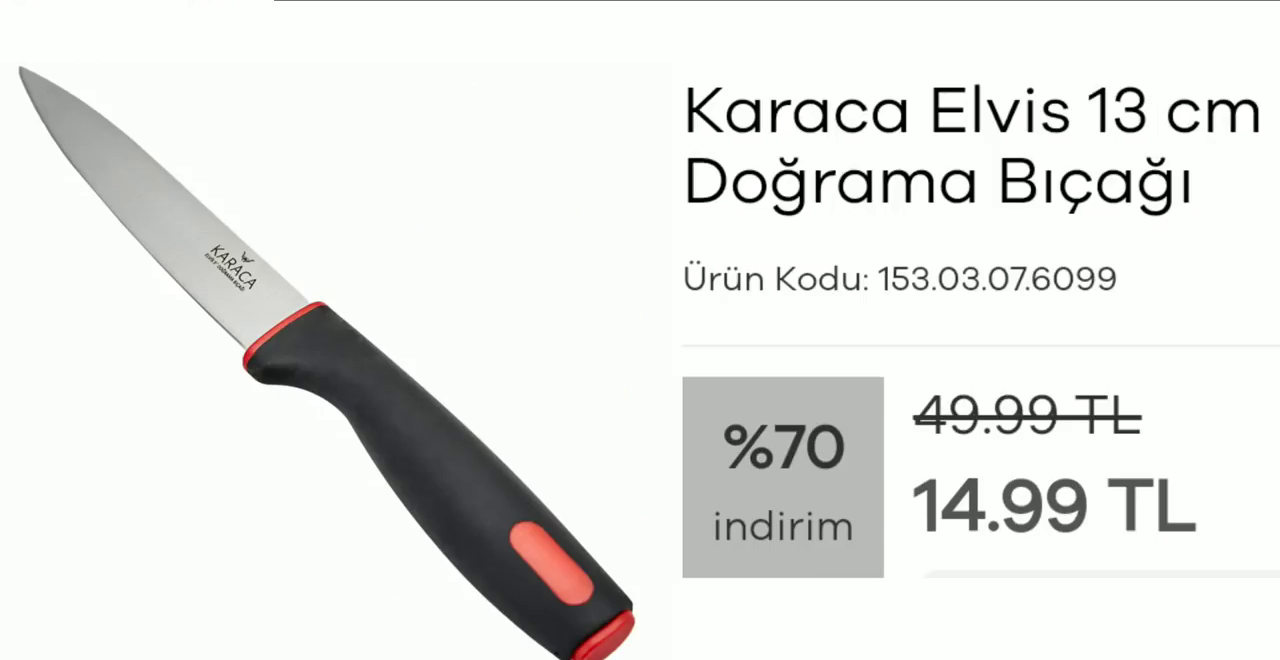 KARACA
Karaca Elvis 13 cm
Doğrama Bıçağı
Ürün Kodu: 153.03.07.6099
%70
indirim
49.99 TL
14.99 TL